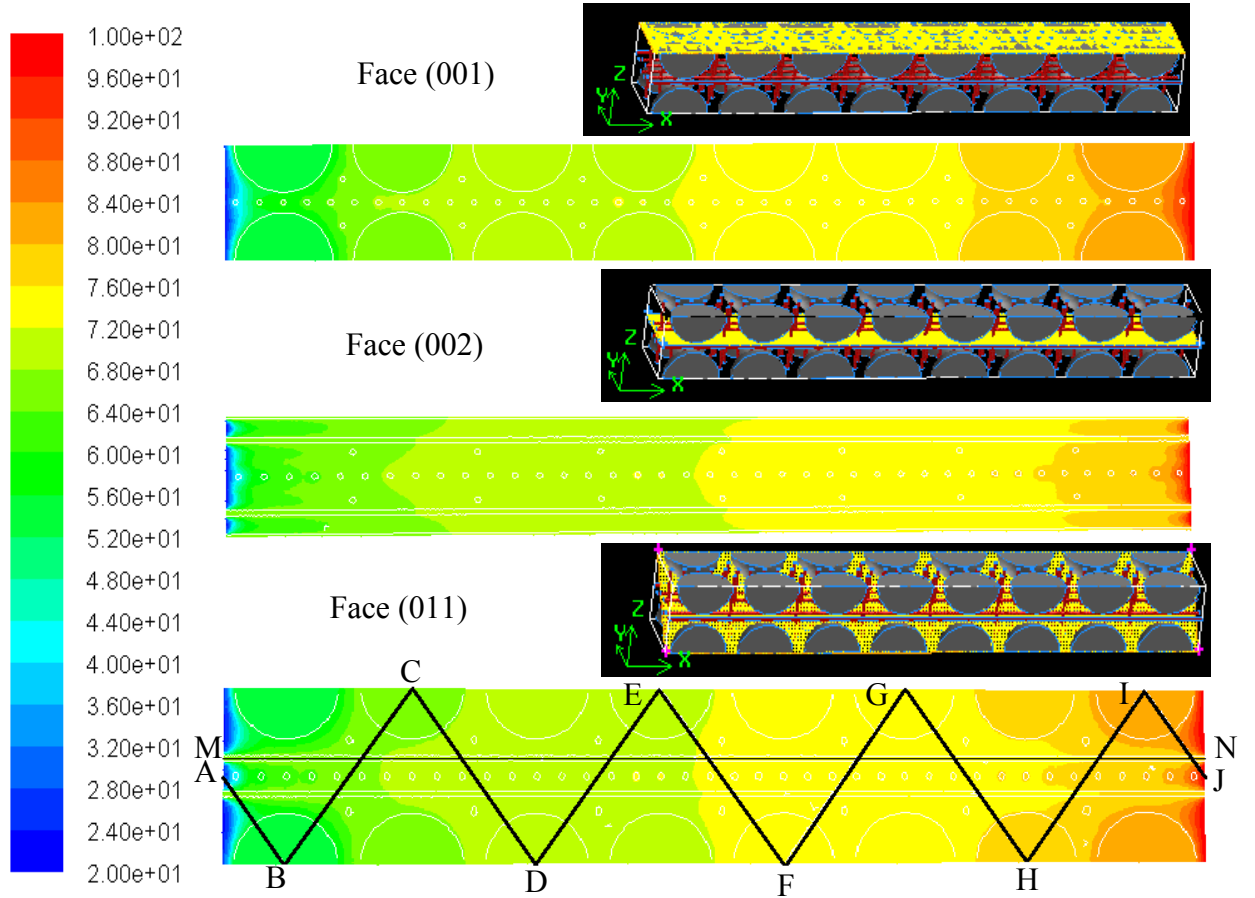 1.00e+02
9.60e+01
9.20e+01
8.80e+01
8.40e+01
8.00e+01
7.60e+01
7.20e+01
6.80e+01
6.40e+01
6.00e+01
5.60e+01
5.20e+01
4.80e+01
4.40e+01
4.00e+01
3.60e+01
3.20e+01
2.80e+01
2.40e+01
2.00e+01
Face (001)
Z
Y
X
Face (002)
Z
Y
X
Face (011)
Z
Y
X
C
E
G
I
M
N
A
J
B
D
F
H